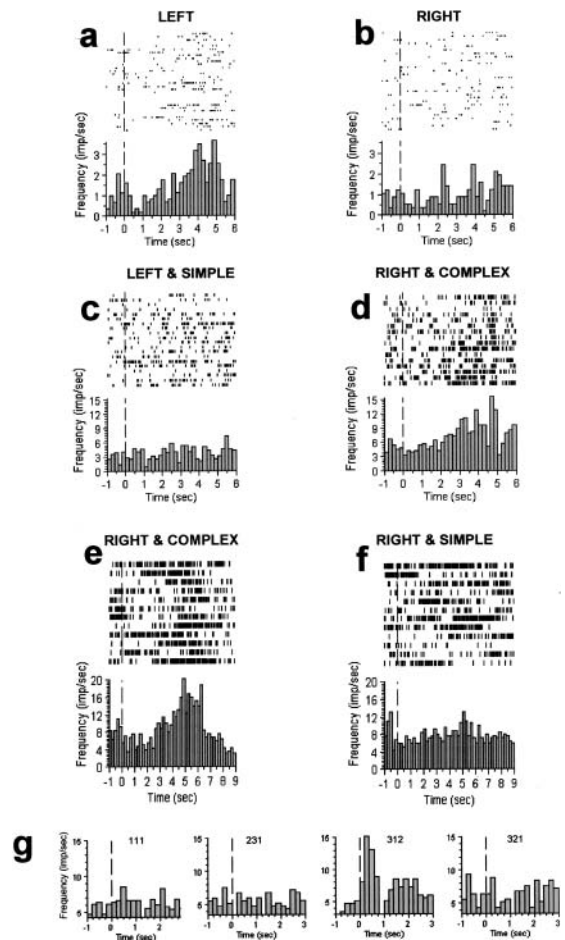 LEFT
RIGHT
a
b
Frequency (imp/sec)
3
2
1
0
-1 0 1 2 3 4 5 6
Time (sec)
Frequency (imp/sec)
3
2
1
0
-1 0 1 2 3 4 5 6
Time (sec)
LEFT & SIMPLE
RIGHT & COMPLEX
c
d
Frequency (imp/sec)
15
12
9
6
3
0
-1 0 1 2 3 4 5 6
Time (sec)
Frequency (imp/sec)
15
12
9
6
3
0
-1 0 1 2 3 4 5 6
Time (sec)
RIGHT & COMPLEX
RIGHT & SIMPLE
e
f
Frequency (imp/sec)
20
16
12
8
4
0
-1 0 1 2 3 4 5 6 7 8 9
Time (sec)
Frequency (imp/sec)
20
16
12
8
4
0
-1 0 1 2 3 4 5 6 7 8 9
Time (sec)
g
Frequency (imp/sec)
15
10
5
111
-1 0 1 2
Time (sec)
15
10
5
231
-1 0 1 2 3
Time (sec)
15
10
5
312
-1 0 1 2 3
Time (sec)
15
10
5
321
-1 0 1 2 3
Time (sec)